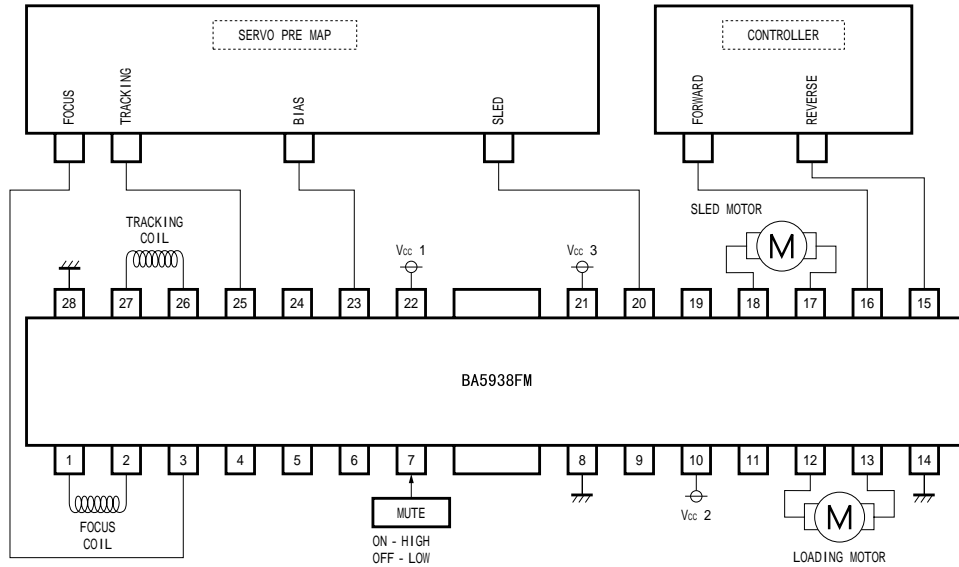 SERVO PRE MAP
CONTROLLER
FOCUS
TRACKING
BIAS
SLED
FORWARD
REVERSE
TRACKING
COIL
Vcc 1
Vcc 3
SLED MOTOR
M
28 27 26 25 24 23 22 21 20 19 18 17 16 15
BA5938FM
1 2 3 4 5 6 7 8 9 10 11 12 13 14
FOCUS
COIL
MUTE
ON - HIGH
OFF - LOW
Vcc 2
M
LOADING MOTOR